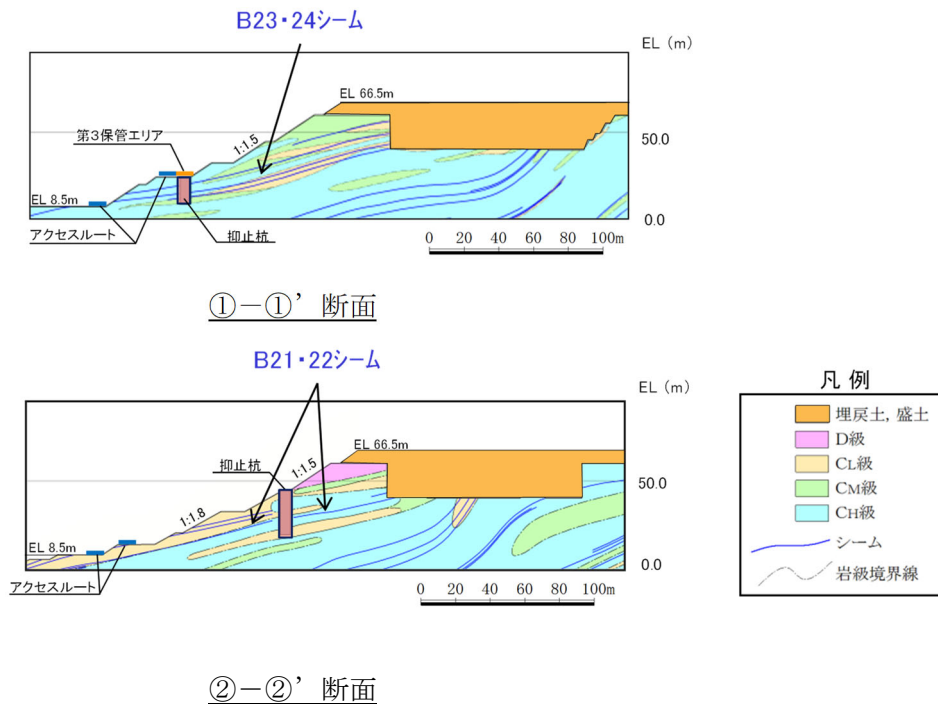 B23・24シーム
EL (m)
EL 66.5m
1:1.5
50.0
第3保管エリア
EL 8.5m
0.0
アクセスルート
抑止杭
0 20 40 60 80 100m
①－①’断面
B21・22シーム
EL (m)
EL 66.5m
抑止杭
1:1.5
50.0
1:1.8
EL 8.5m
0.0
アクセスルート
0 20 40 60 80 100m
凡 例
埋戻土, 盛土
D級
CL級
CM級
CH級
シーム
岩級境界線
②－②’断面